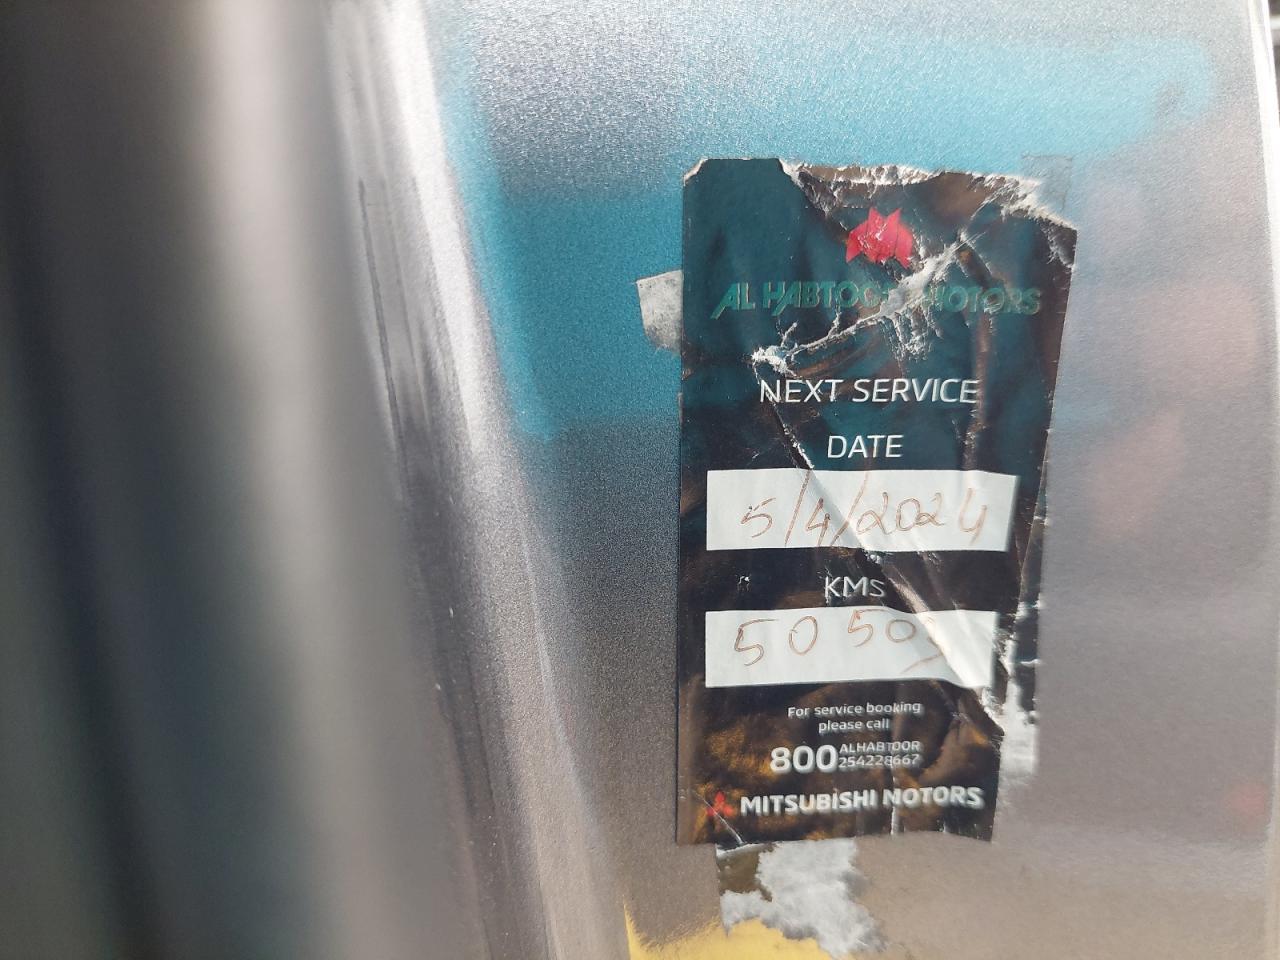 AL HABTOOR MOTORS
NEXT SERVICE
DATE
5/4/2024
KMs
50 503
For service booking
please call
800 ALHABTOOR
254228667
MITSUBISHI MOTORS